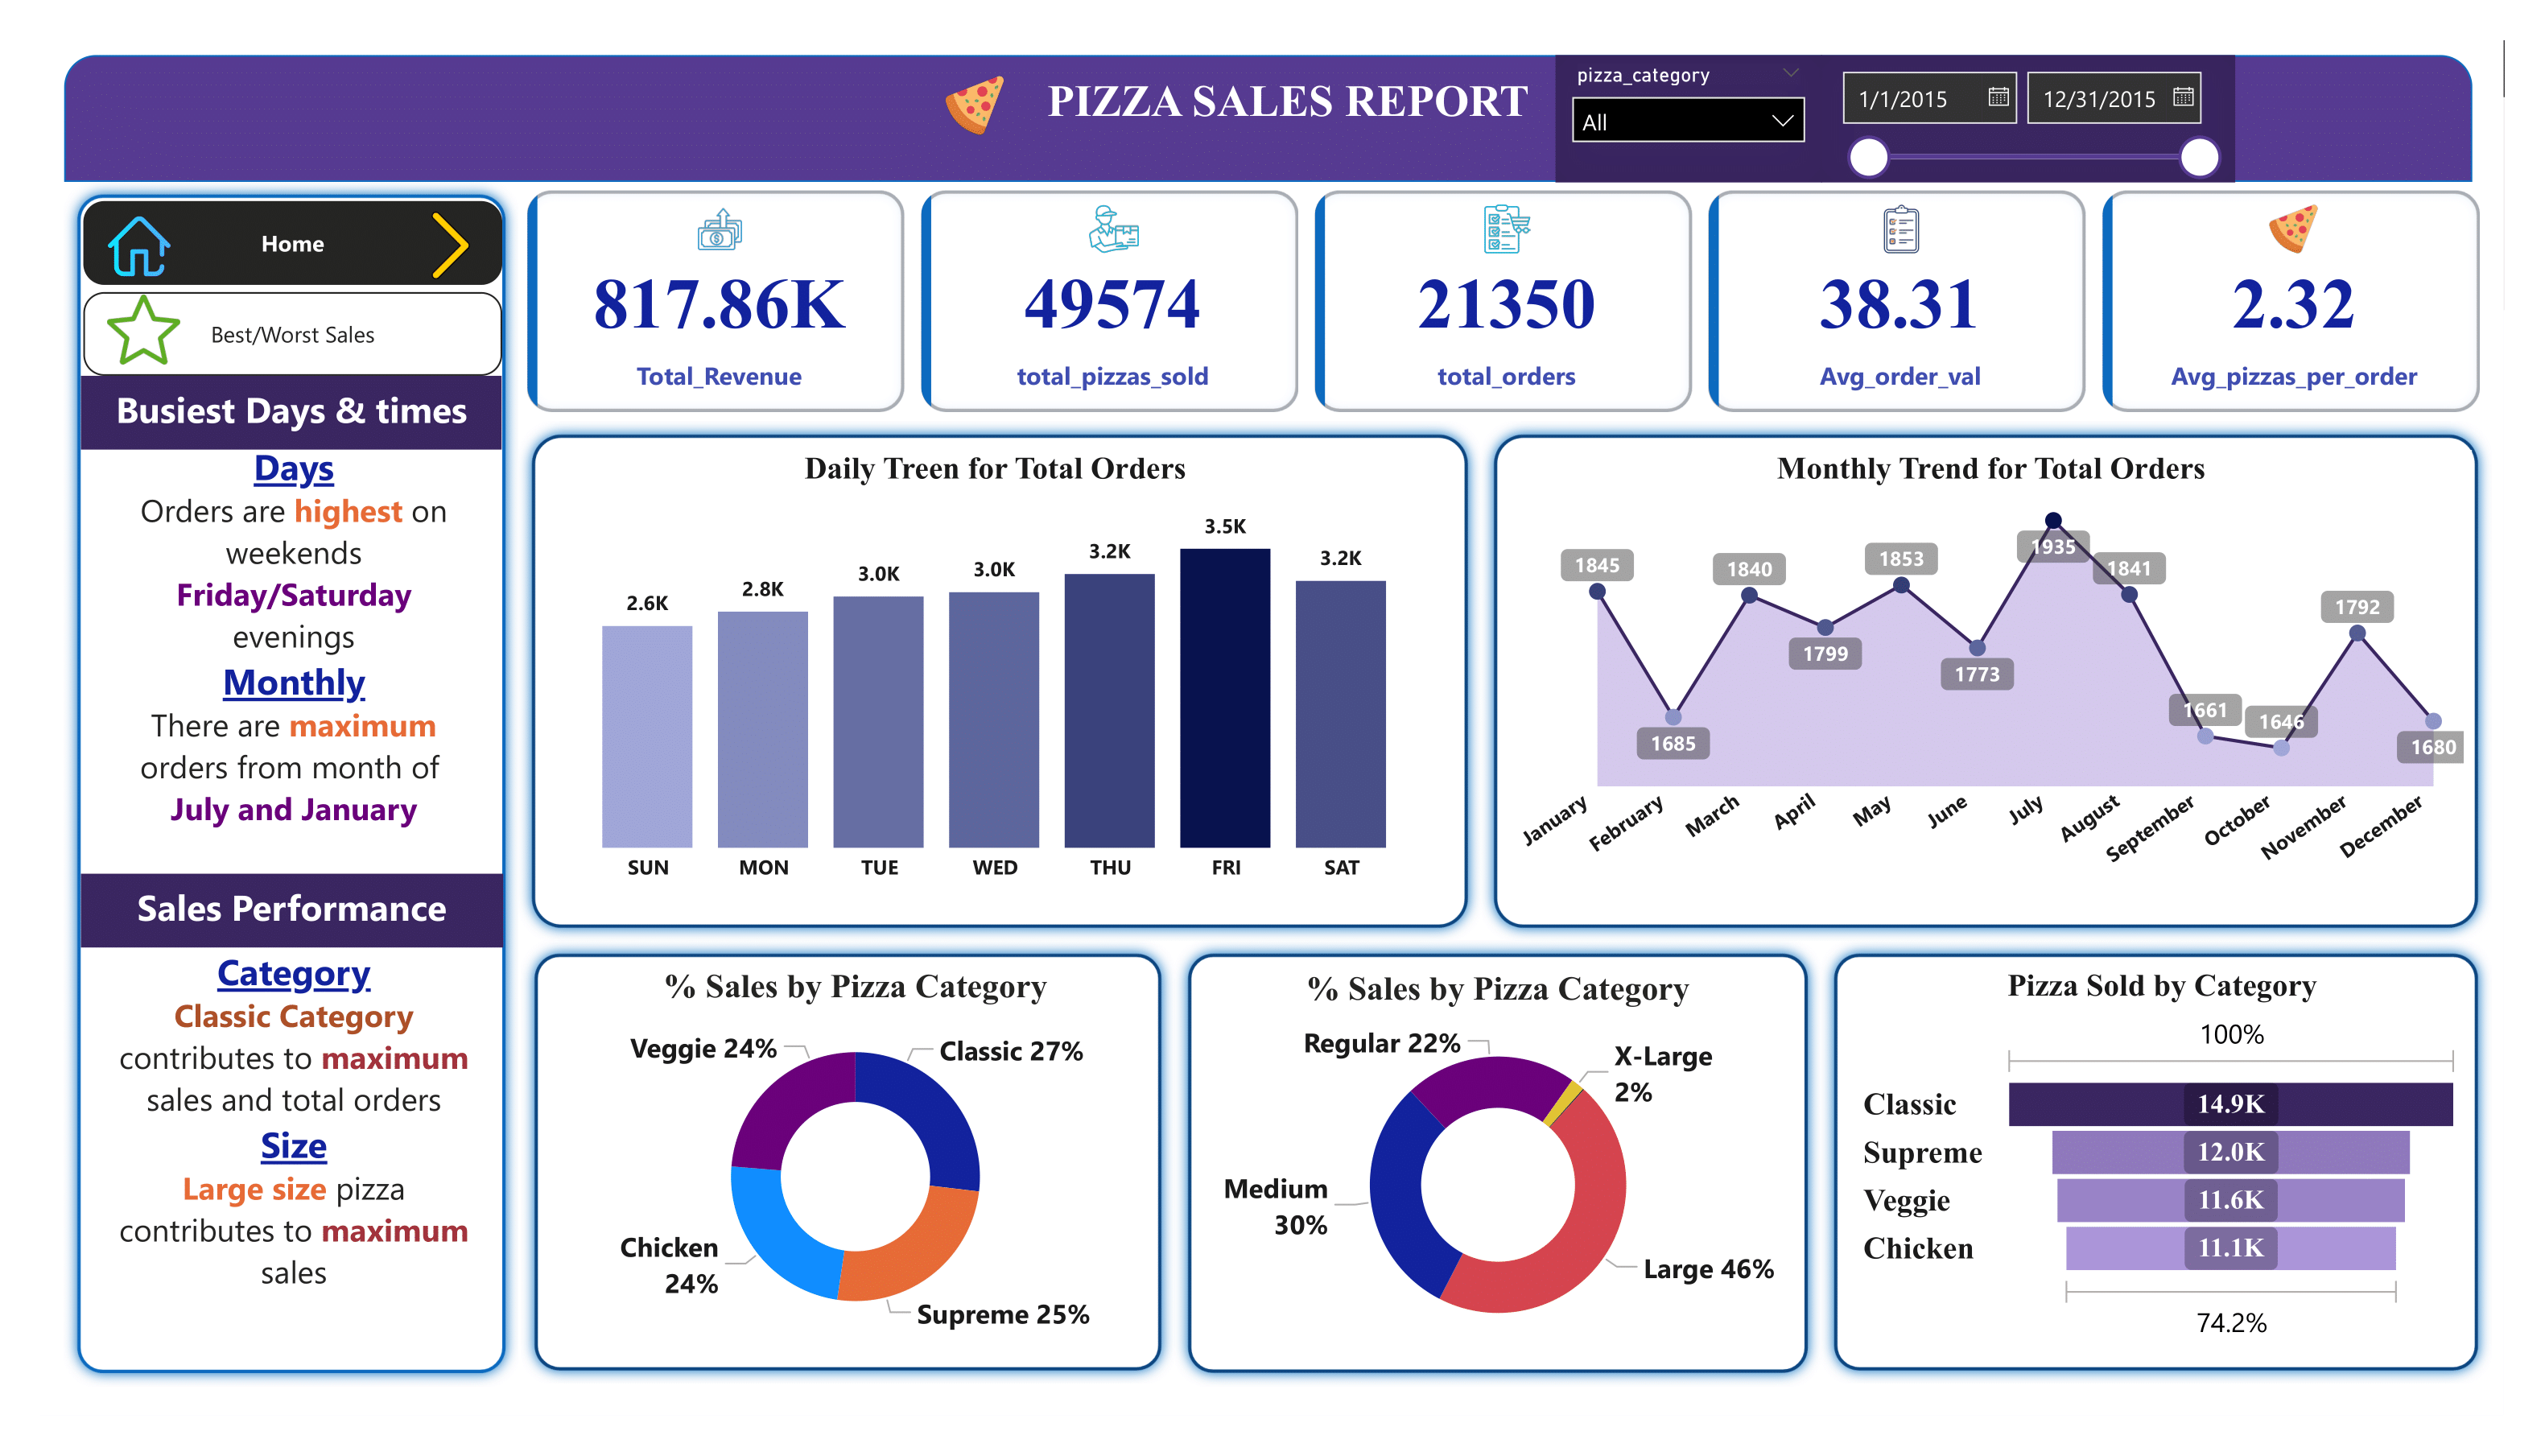 PIZZA SALES REPORT
pizza_category
All
1/1/2015
12/31/2015
Home
Best/Worst Sales
Busiest Days & times
Days
Orders are highest on
weekends
Friday/Saturday
evenings
Monthly
There are maximum
orders from month of
July and January
Sales Performance
Category
Classic Category
contributes to maximum
sales and total orders
Size
Large size pizza
contributes to maximum
sales
817.86K
Total_Revenue
49574
total_pizzas_sold
21350
total_orders
38.31
Avg_order_val
2.32
Avg_pizzas_per_order
Daily Treen for Total Orders
2.6K
2.8K
3.0K
3.0K
3.2K
3.5K
3.2K
SUN
MON
TUE
WED
THU
FRI
SAT
Monthly Trend for Total Orders
1845
1685
1840
1799
1853
1773
1935
1841
1661
1646
1792
1680
January
February
March
April
May
June
July
August
September
October
November
December
% Sales by Pizza Category
Veggie 24%
Classic 27%
Chicken
24%
Supreme 25%
% Sales by Pizza Category
Regular 22%
X-Large
2%
Medium
30%
Large 46%
Pizza Sold by Category
100%
Classic 14.9K
Supreme 12.0K
Veggie 11.6K
Chicken 11.1K
74.2%